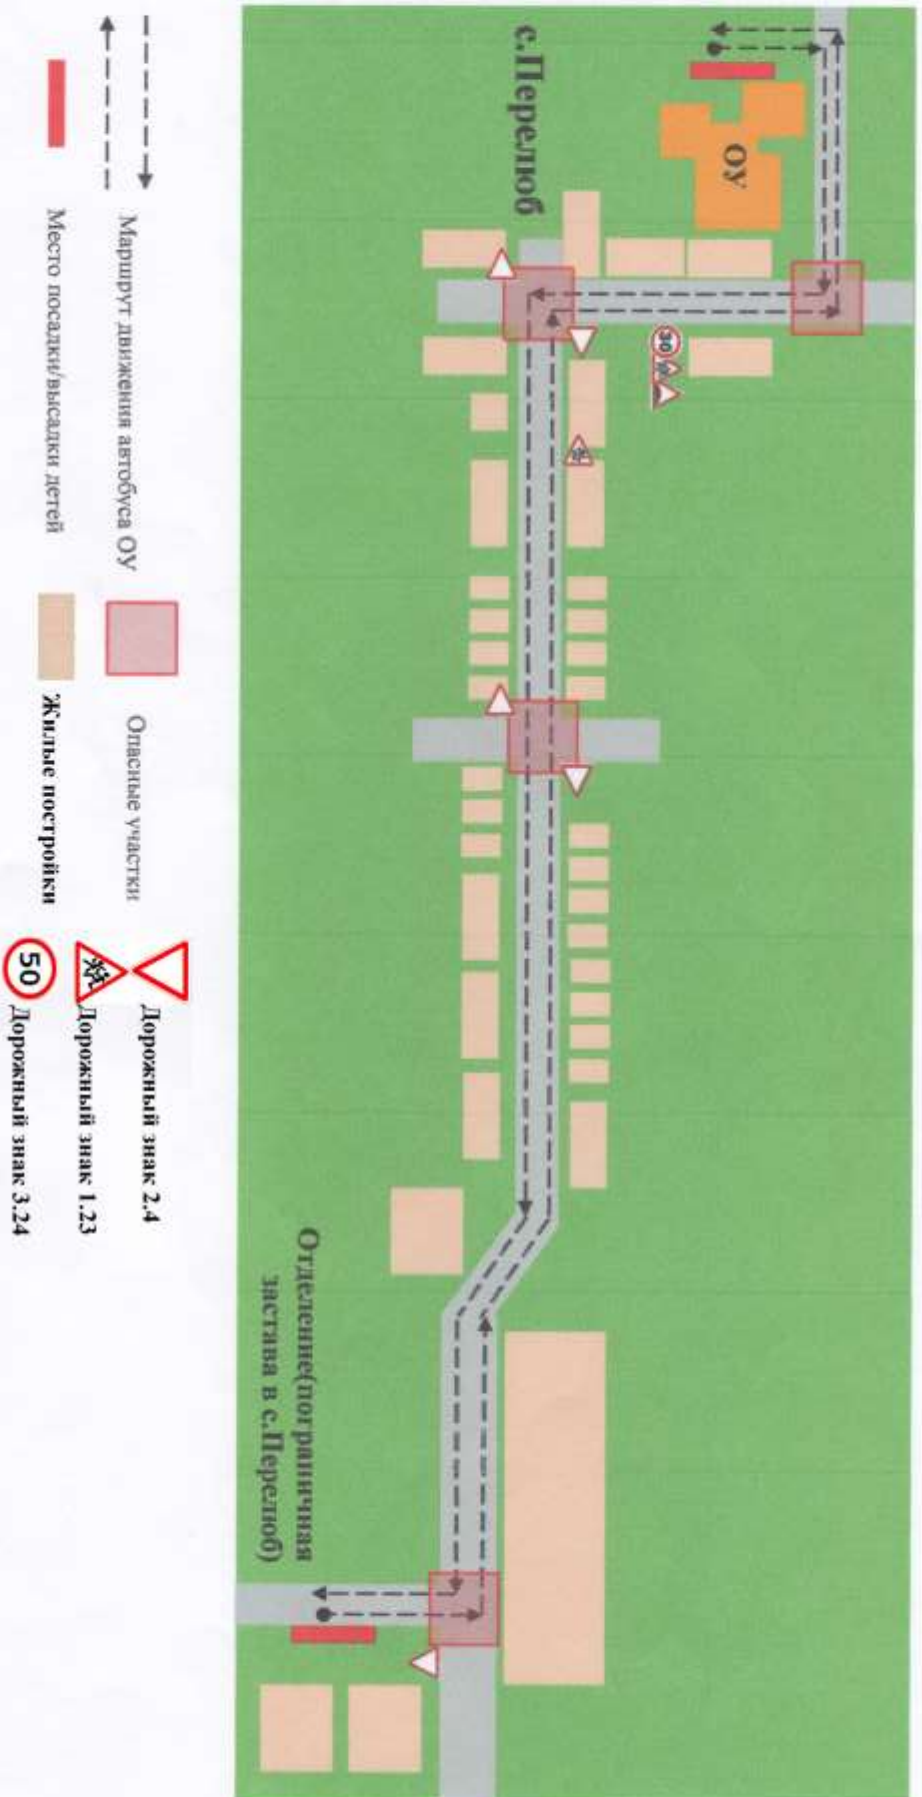 с.Перелюб
ОУ
30
Отделение(пограничная
застава в с.Перелюб)
Маршрут движения автобуса ОУ
Место посадки/высадки детей
Опасные участки
Жилые постройки
Дорожный знак 2.4
Дорожный знак 1.23
50
Дорожный знак 3.24